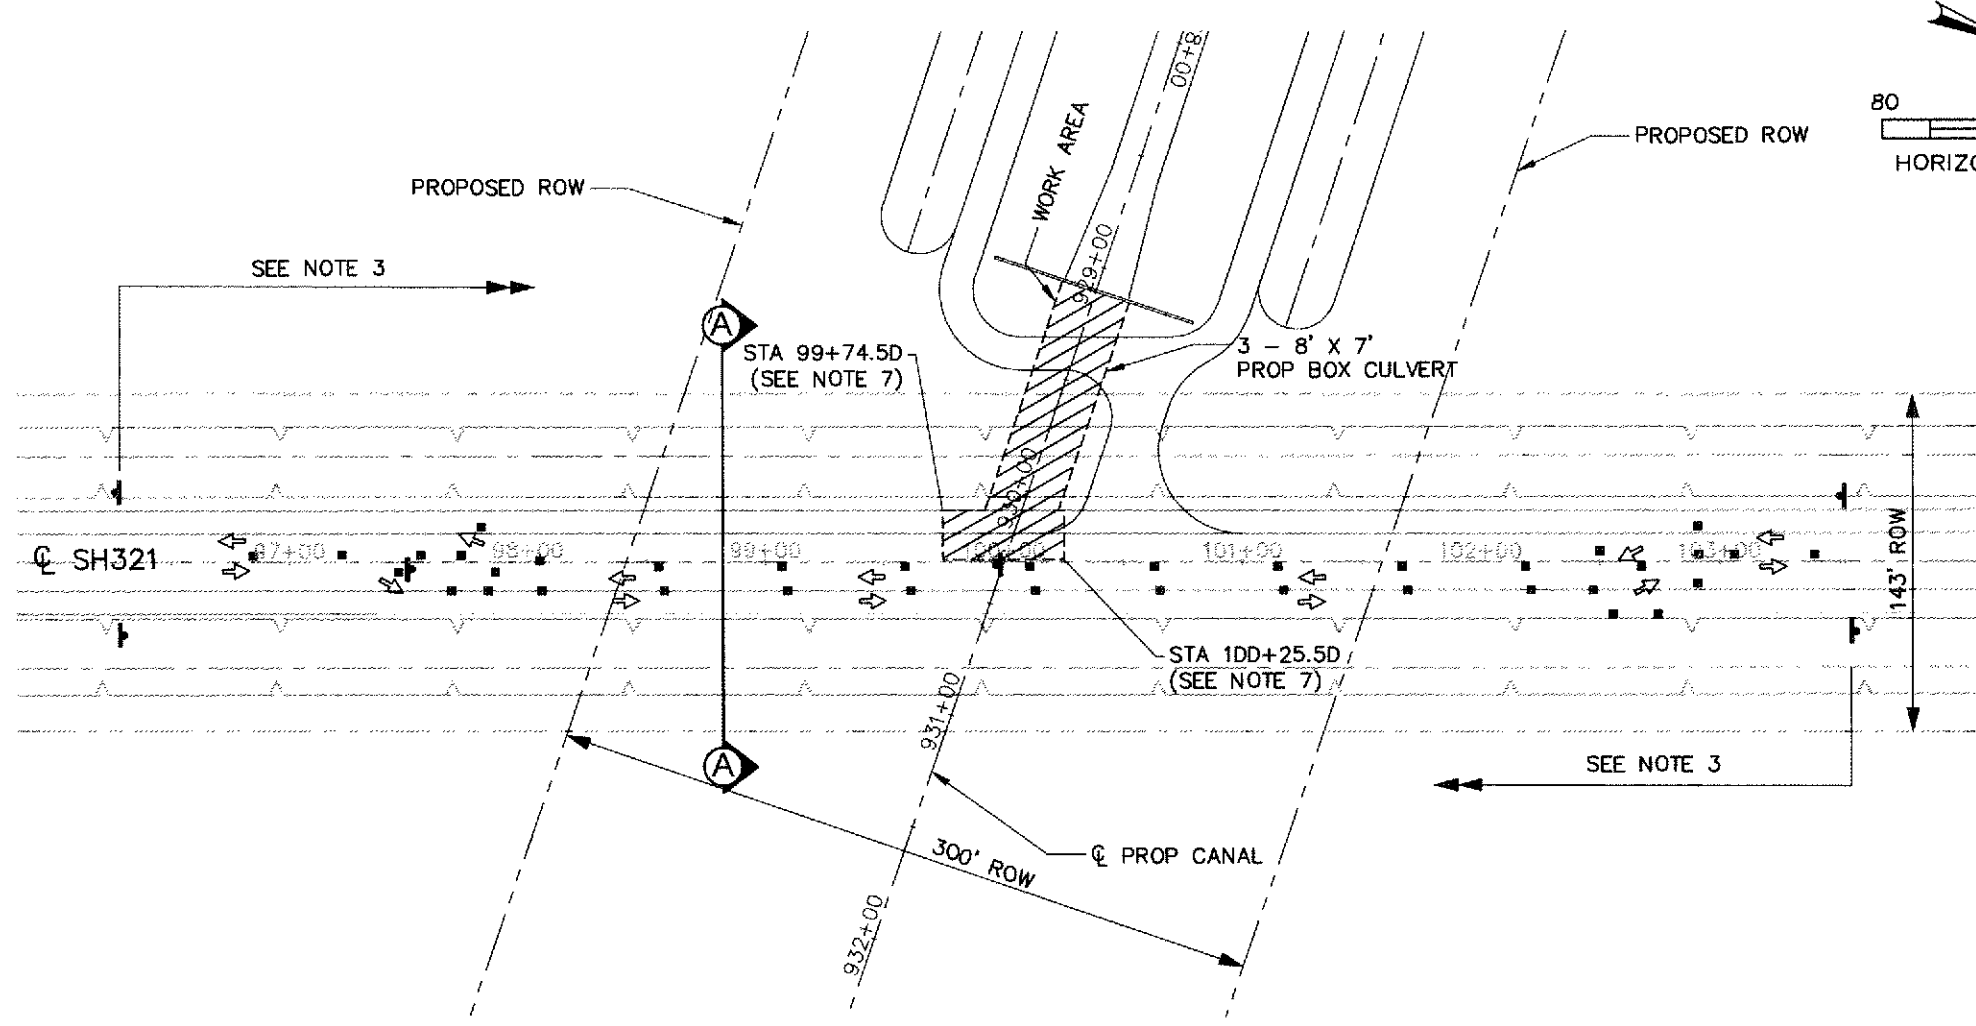 00+8
80
HORIZO
PROPOSED ROW
PROPOSED ROW
WORK AREA
SEE NOTE 3
929+00
A
STA 99+74.5D
(SEE NOTE 7)
3 - 8' X 7'
PROP BOX CULVERT
930+00
℄ SH321
97+00
98+00
99+00
100+00
101+00
102+00
103+00
143' ROW
STA 1DD+25.5D
(SEE NOTE 7)
931+00
A
SEE NOTE 3
300' ROW
℄ PROP CANAL
932+00